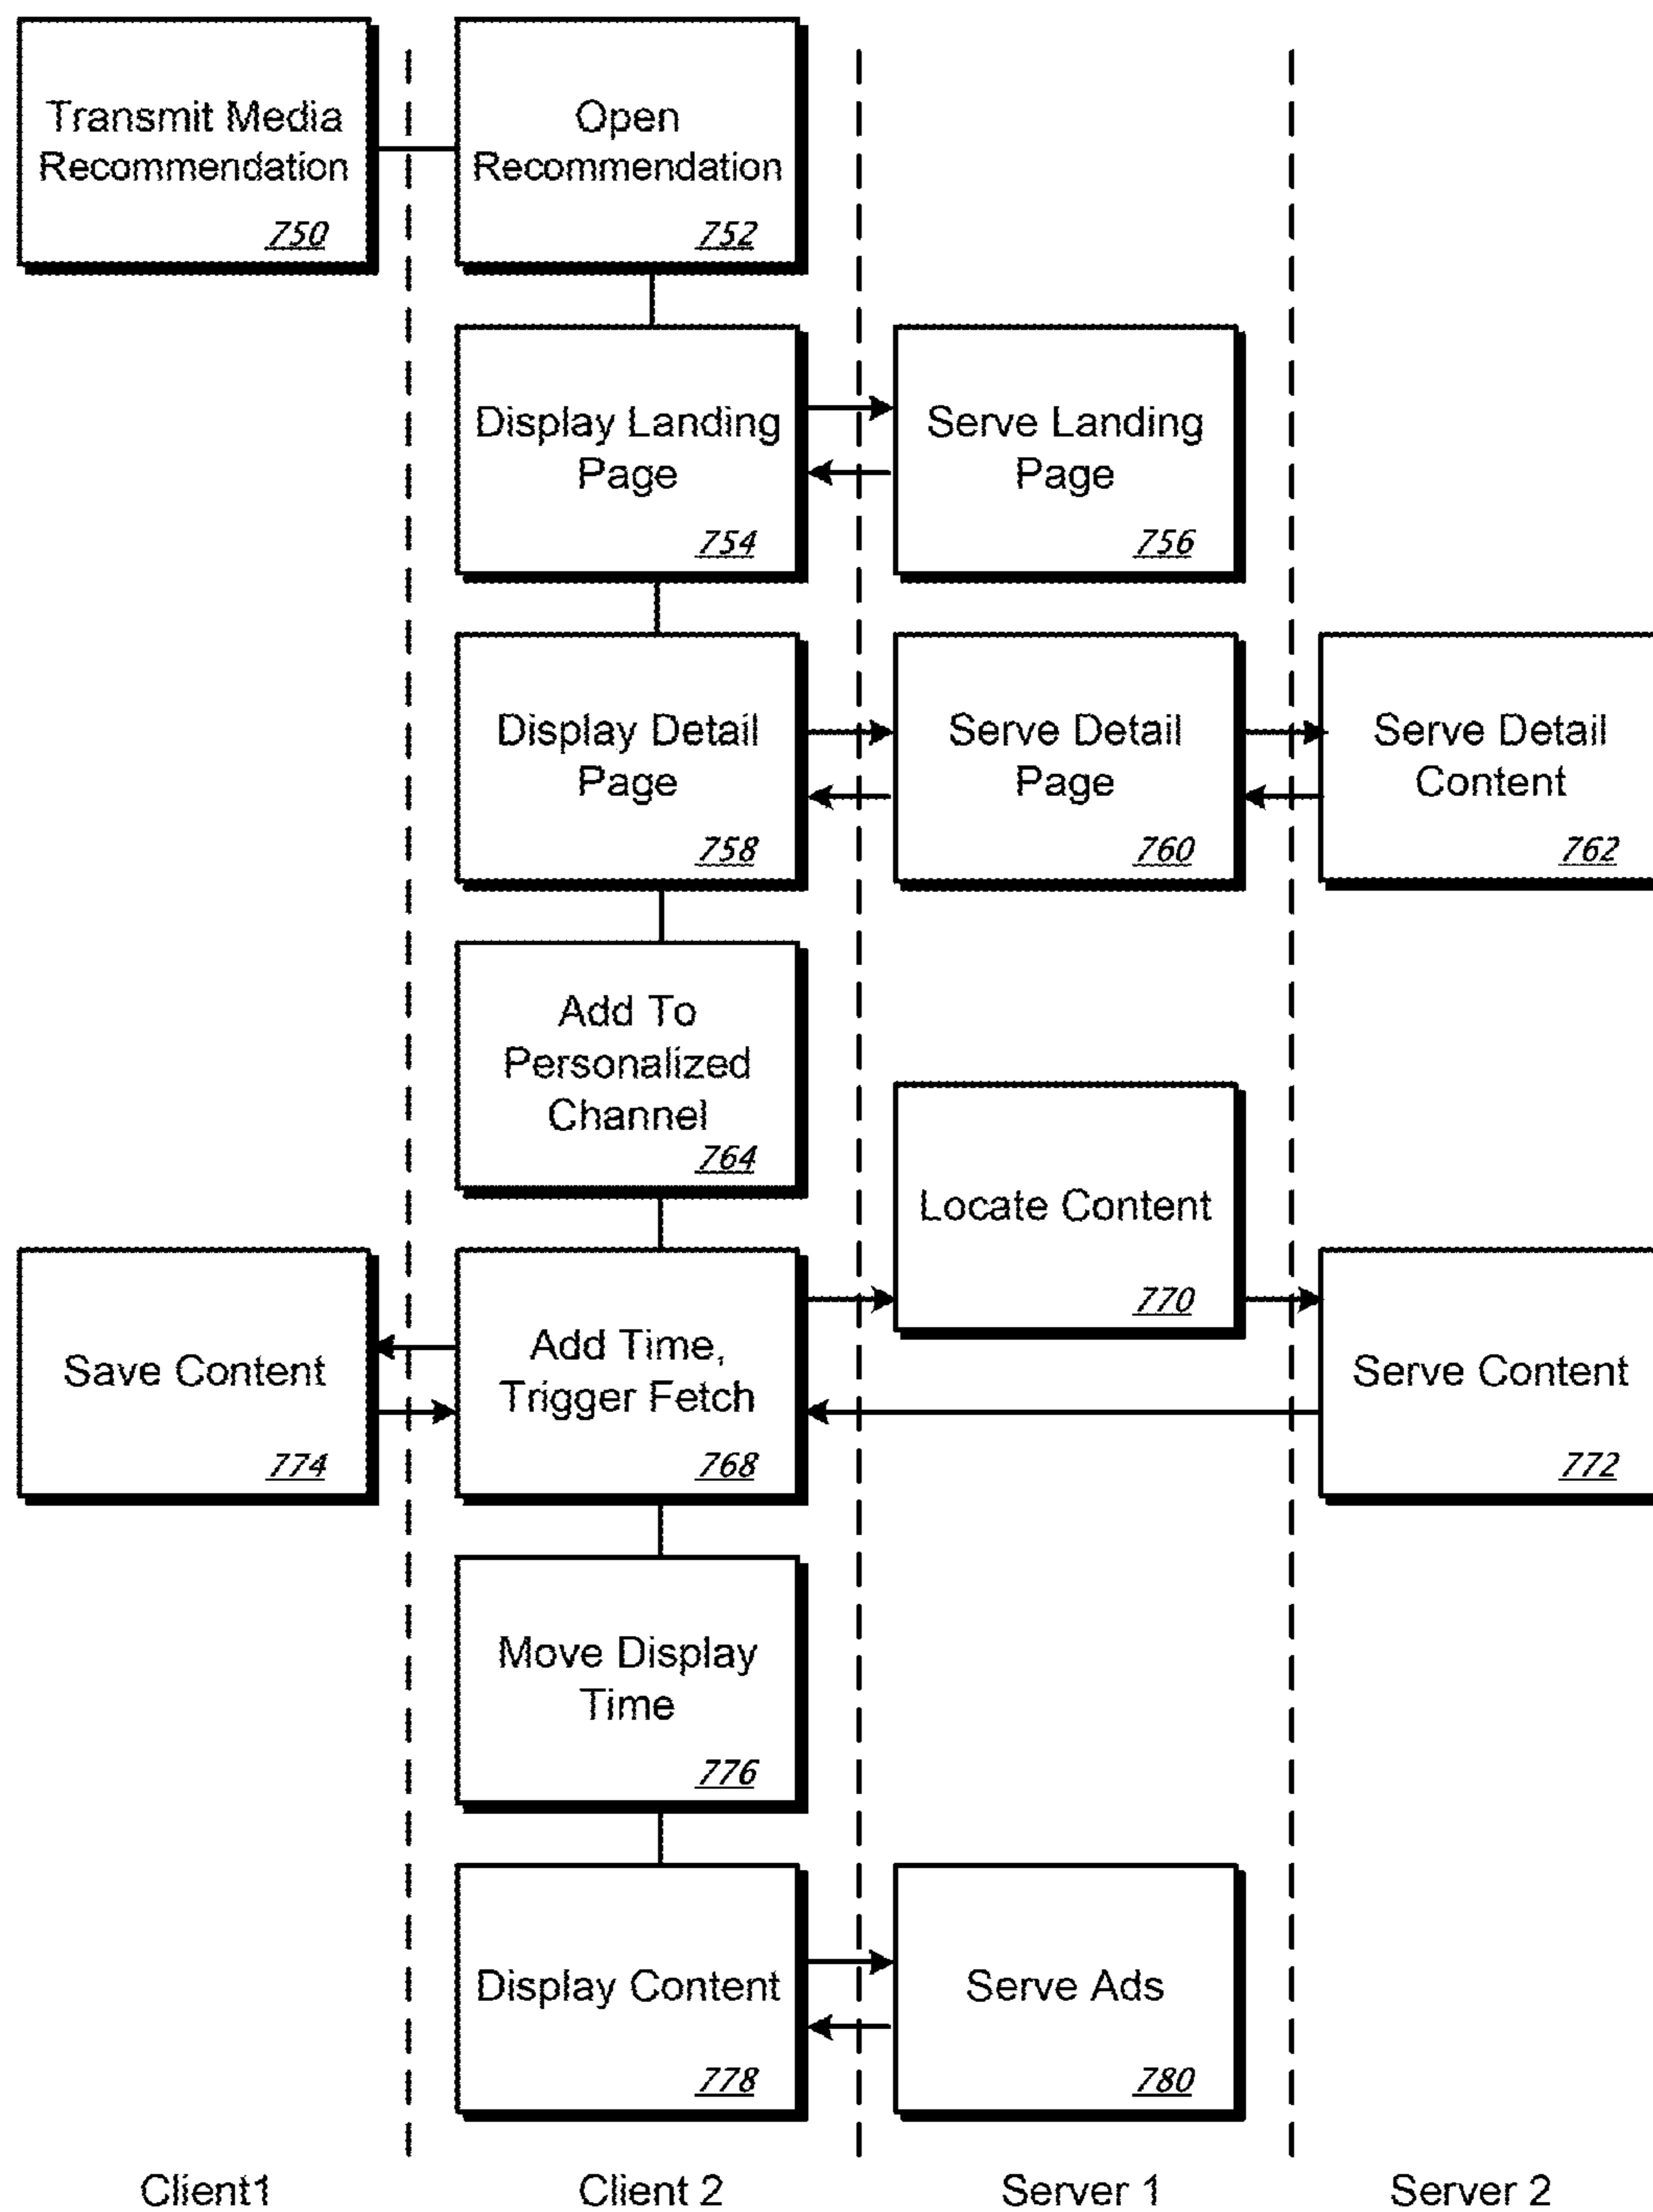 Transmit Media
Recommendation
750
Open
Recommendation
752
Display Landing
Page
754
Serve Landing
Page
756
Display Detail
Page
758
Serve Detail
Page
760
Serve Detail
Content
762
Add To
Personalized
Channel
764
Locate Content
770
Save Content
774
Add Time,
Trigger Fetch
768
Serve Content
772
Move Display
Time
776
Display Content
778
Serve Ads
780
Client1
Client 2
Server 1
Server 2